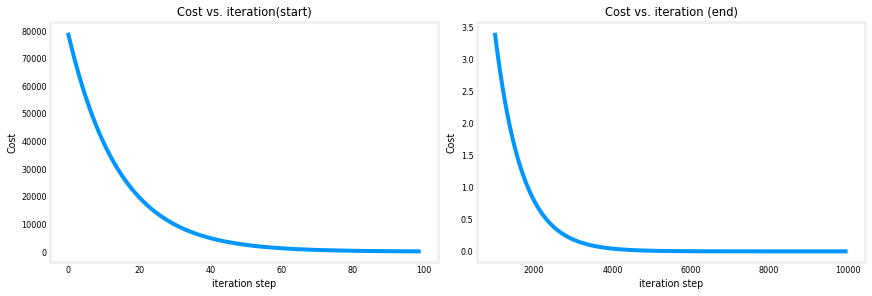 Cost vs. iteration(start)
80000
70000
60000
50000
40000
30000
20000
10000
0
Cost
0 20 40 60 80 100
iteration step
Cost vs. iteration (end)
3.5
3.0
2.5
2.0
1.5
1.0
0.5
0.0
Cost
2000 4000 6000 8000 10000
iteration step